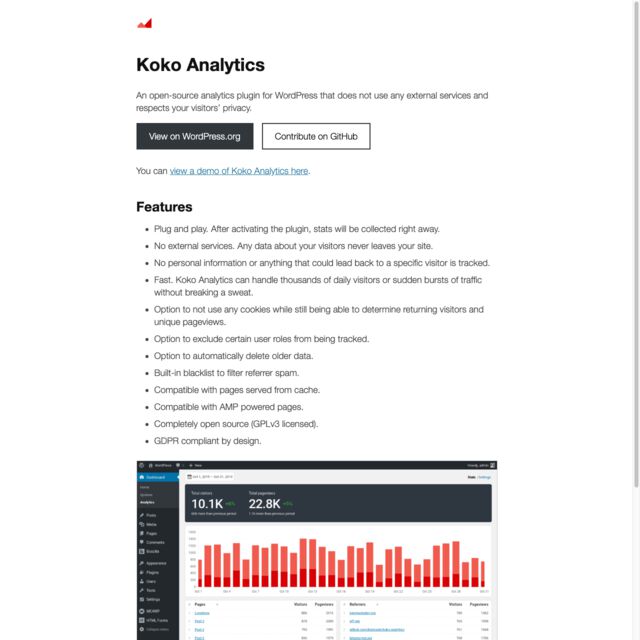 Koko Analytics
An open-source analytics plugin for WordPress that does not use any external services and
respects your visitors' privacy.
View on WordPress.org
Contribute on GitHub
You can view a demo of Koko Analytics here.
Features
• Plug and play. After activating the plugin, stats will be collected right away.
• No external services. Any data about your visitors never leaves your site.
• No personal information or anything that could lead back to a specific visitor is tracked.
• Fast. Koko Analytics can handle thousands of daily visitors or sudden bursts of traffic
without breaking a sweat.
• Option to not use any cookies while still being able to determine returning visitors and
unique pageviews.
• Option to exclude certain user roles from being tracked.
• Option to automatically delete older data.
• Built-in blacklist to filter referrer spam.
• Compatible with pages served from cache.
• Compatible with AMP powered pages.
• Completely open source (GPLv3 licensed).
• GDPR compliant by design.
WordPress
New
Dashboard
Home
Updates
Analytics
Posts
Media
Pages
Comments
Appearance
Plugins
Users
Tools
Settings
MC4WP
HTML Forms
Collapse menu
Total visitors
10.1K
Total pageviews
22.8K
Pages Visitors Pageviews
Referrers Visitors Pageviews